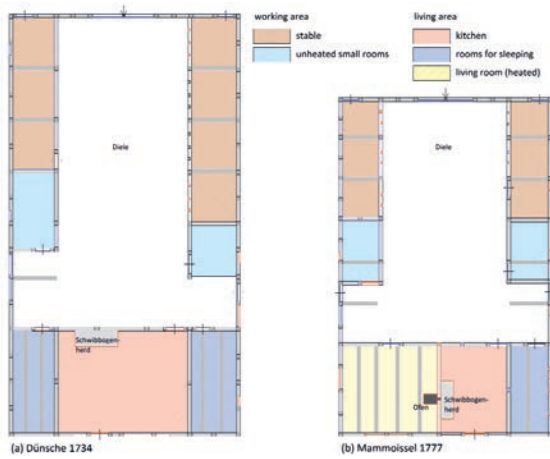 working area
stable
unheated small rooms
living area
kitchen
rooms for sleeping
living room (heated)
Diele
Schwibbogen-
herd
(a) Dünsche 1734
Diele
Schwibbogen-
herd
Ofen
(b) Mammoissel 1777